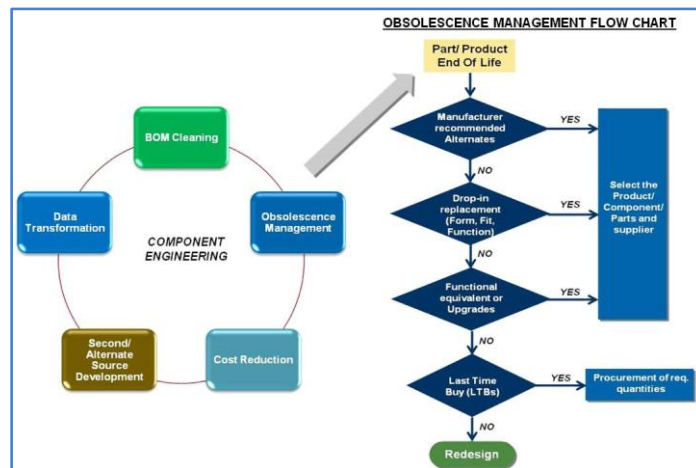 OBSOLESCENCE MANAGEMENT FLOW CHART
BOM Cleaning
Data
Transformation
Obsolescence
Management
COMPONENT
ENGINEERING
Second/
Alternate
Source
Development
Cost Reduction
Part/ Product
End Of Life
Manufacturer
recommended
Alternates
YES
NO
Drop-in
replacement
(Form, Fit,
Function)
YES
NO
Functional
equivalent or
Upgrades
YES
NO
Select the
Product/
Component/
Parts and
supplier
Last Time
Buy (LTBs)
YES
Procurement of req.
quantities
NO
Redesign